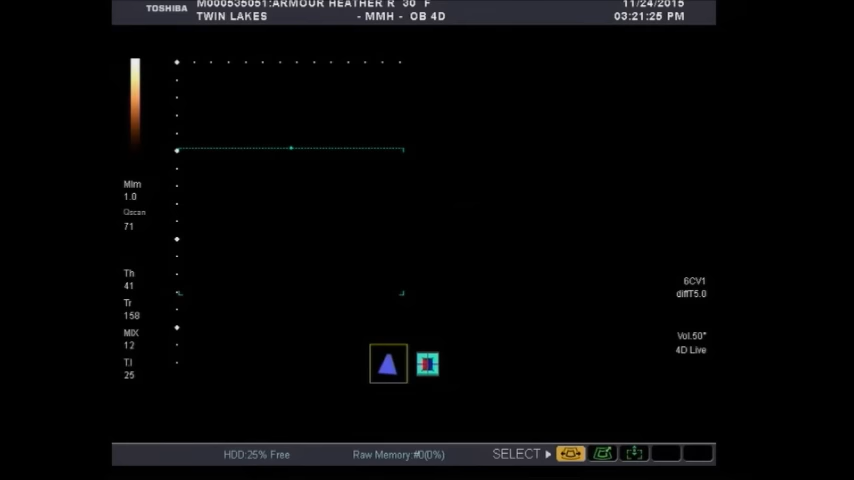 TOSHIBA M000535051:ARMOUR HEATHER R 30 F 11/24/2015
TWIN LAKES - MMH - OB 4D 03:21:25 PM
MIm
1.0
Qscan
71
Th
41
Tr
158
MIX
12
T.I
25
6CV1
diffT5.0
Vol.50°
4D Live
HDD:25% Free Raw Memory:#0(0%) SELECT